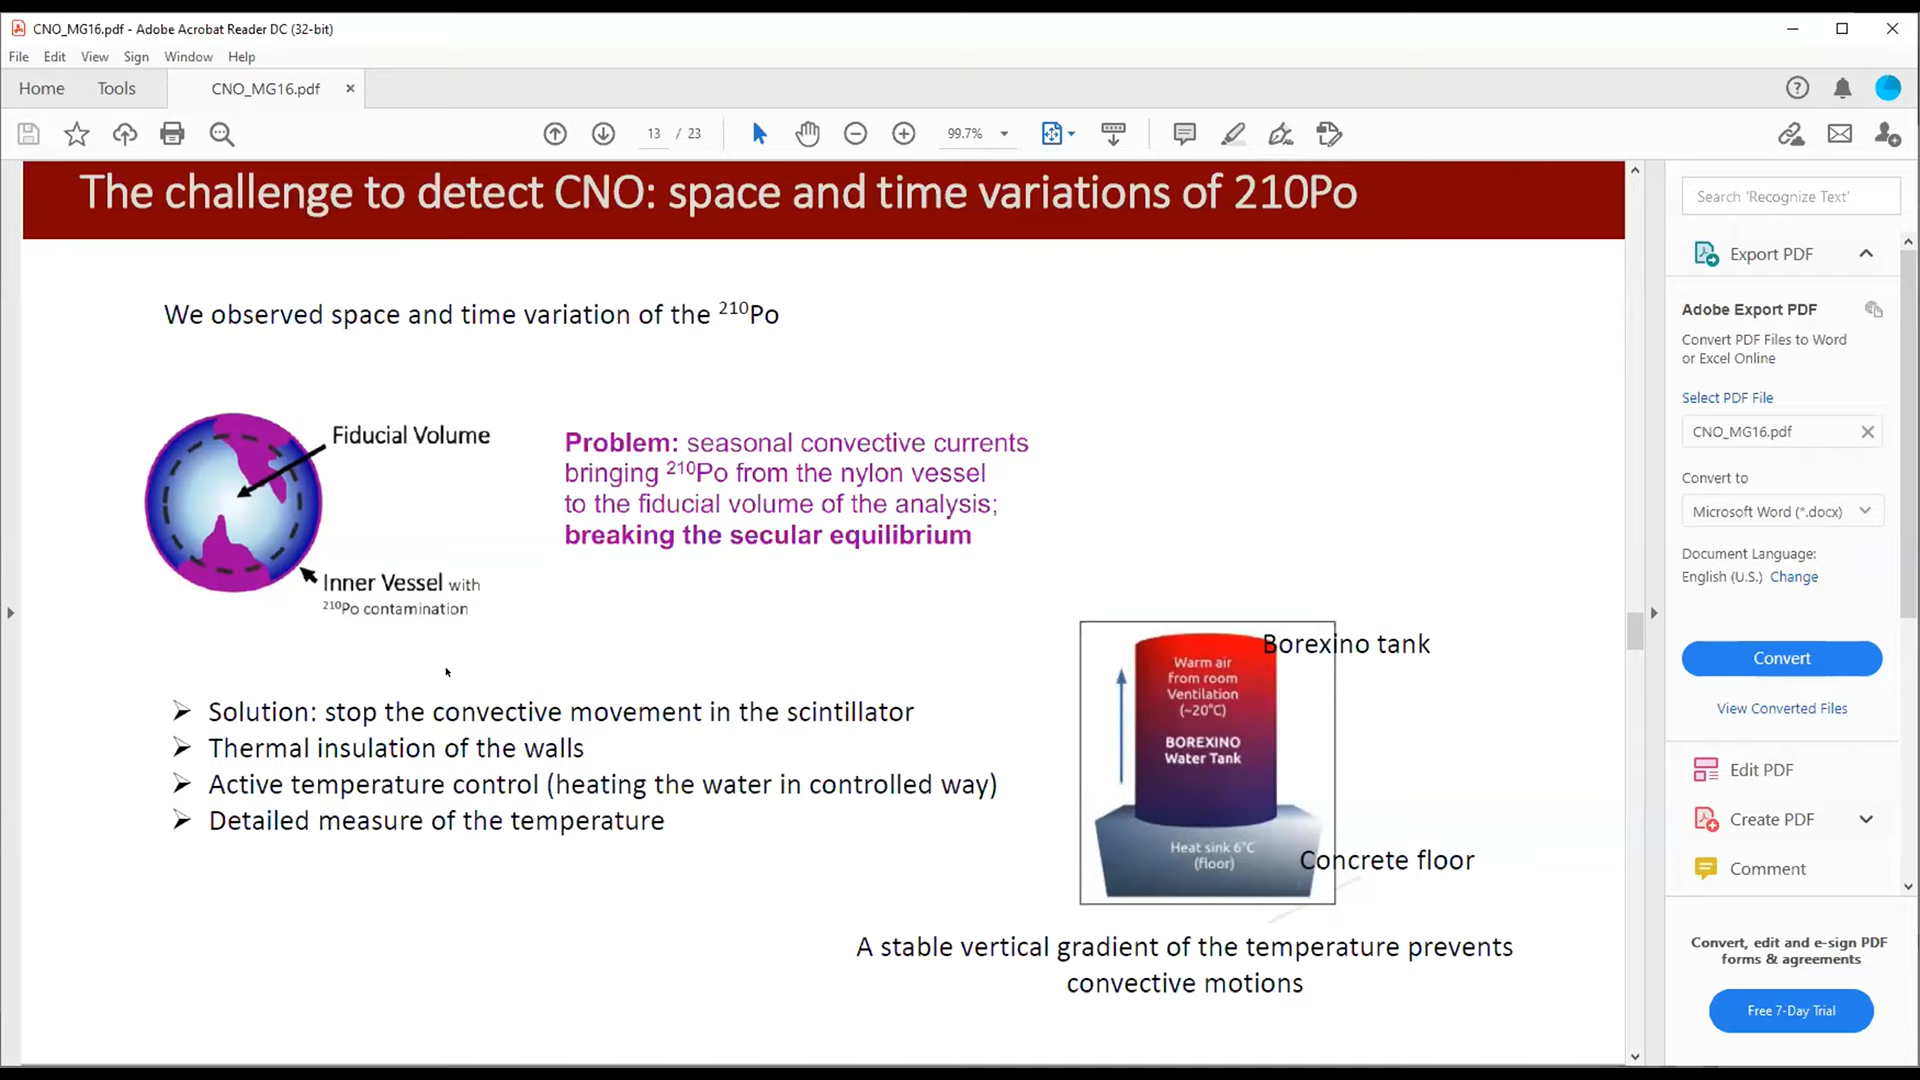 CNO_MG16.pdf - Adobe Acrobat Reader DC (32-bit)
File Edit View Sign Window Help
Home Tools CNO_MG16.pdf
13 / 23 99.7%
The challenge to detect CNO: space and time variations of 210Po
We observed space and time variation of the ²¹⁰Po
Fiducial Volume
Inner Vessel with
²¹⁰Po contamination
Problem: seasonal convective currents
bringing ²¹⁰Po from the nylon vessel
to the fiducial volume of the analysis;
breaking the secular equilibrium
➢ Solution: stop the convective movement in the scintillator
➢ Thermal insulation of the walls
➢ Active temperature control (heating the water in controlled way)
➢ Detailed measure of the temperature
Borexino tank
Warm air
from room
Ventilation
(~20°C)
BOREXINO
Water Tank
Heat sink 6°C
(floor)
Concrete floor
A stable vertical gradient of the temperature prevents
convective motions
Search 'Recognize Text'
Export PDF
Adobe Export PDF
Convert PDF Files to Word
or Excel Online
Select PDF File
CNO_MG16.pdf
Convert to
Microsoft Word (*.docx)
Document Language:
English (U.S.) Change
Convert
View Converted Files
Edit PDF
Create PDF
Comment
Convert, edit and e-sign PDF
forms & agreements
Free 7-Day Trial